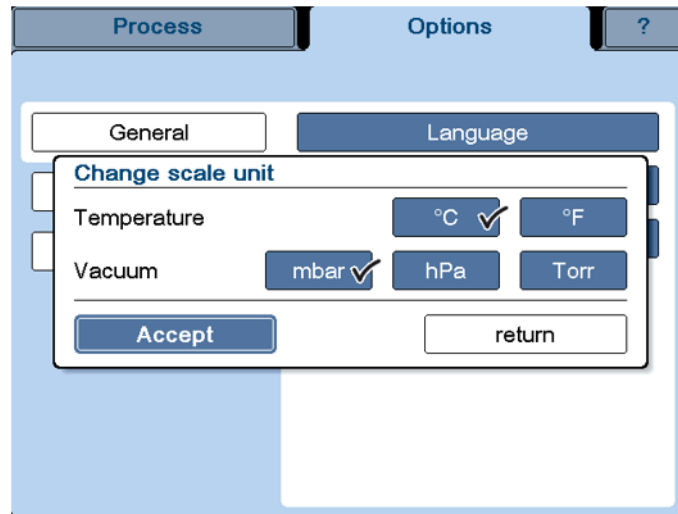 Process Options ?
General Language
Change scale unit
Temperature °C °F
Vacuum mbar hPa Torr
Accept return